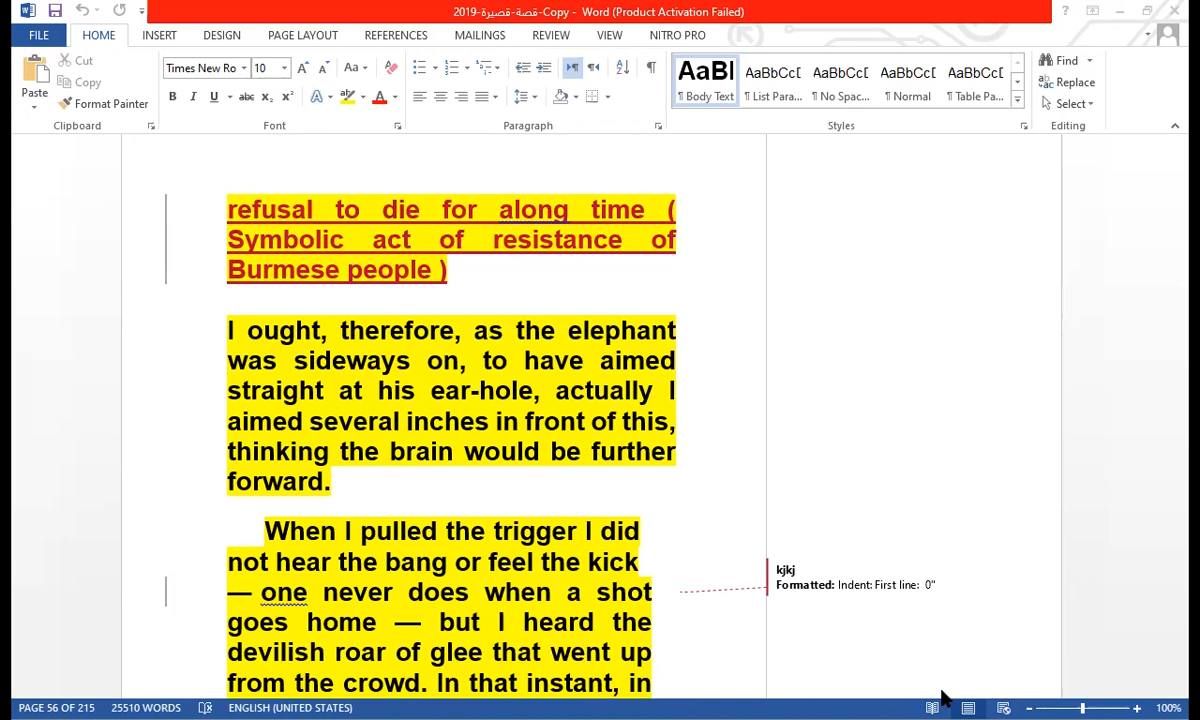 2019-قصة-قصيرة-Copy - Word (Product Activation Failed)
FILE HOME INSERT DESIGN PAGE LAYOUT REFERENCES MAILINGS REVIEW VIEW NITRO PRO
Cut
Copy
Format Painter
Paste
Clipboard
Times New Ro 10
Font
Paragraph
AaBl AaBbCcD AaBbCcD AaBbCcD AaBbCcD
¶ Body Text ¶ List Para... ¶ No Spac... ¶ Normal ¶ Table Pa...
Styles
Find
Replace
Select
Editing
refusal to die for along time (
Symbolic act of resistance of
Burmese people )
I ought, therefore, as the elephant
was sideways on, to have aimed
straight at his ear-hole, actually I
aimed several inches in front of this,
thinking the brain would be further
forward.
When I pulled the trigger I did
not hear the bang or feel the kick
— one never does when a shot
goes home — but I heard the
devilish roar of glee that went up
from the crowd. In that instant, in
kjkj
Formatted: Indent: First line: 0"
PAGE 56 OF 215 25510 WORDS ENGLISH (UNITED STATES) 100%